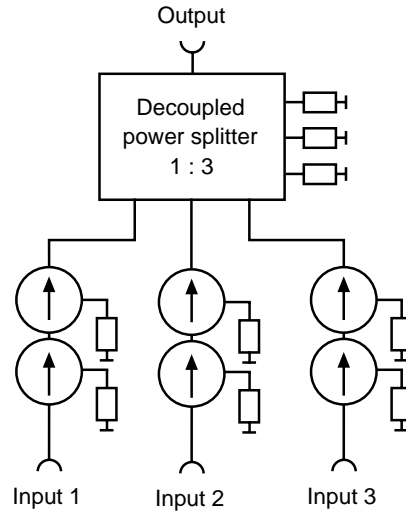 Output
Decoupled
power splitter
1 : 3
Input 1
Input 2
Input 3